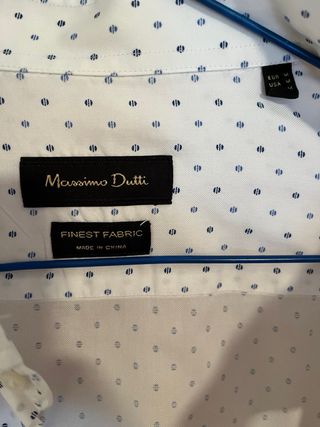 Massimo Dutti
FINEST FABRIC
MADE IN CHINA
EUR M
USA M